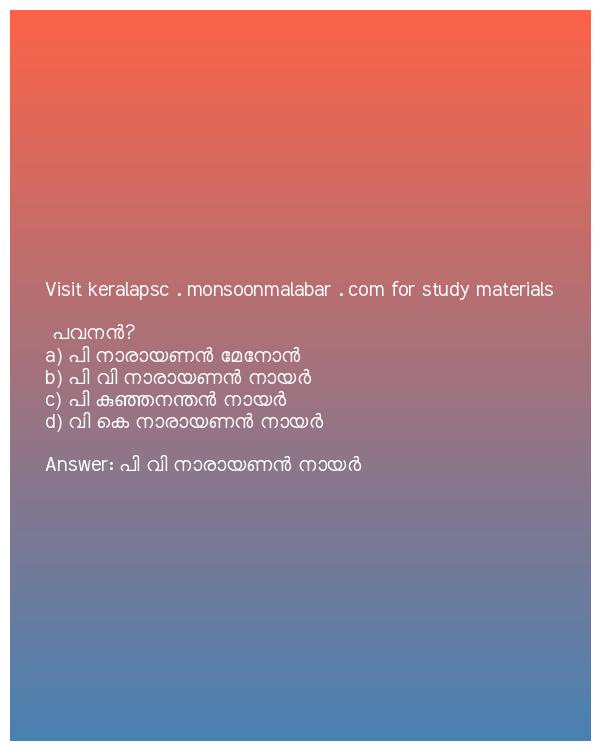 Visit keralapsc . monsoonmalabar . com for study materials
പവനൻ?
a) പി നാരായണൻ മേനോൻ
b) പി വി നാരായണൻ നായർ
c) പി കുഞ്ഞനന്തൻ നായർ
d) വി കെ നാരായണൻ നായർ
Answer: പി വി നാരായണൻ നായർ